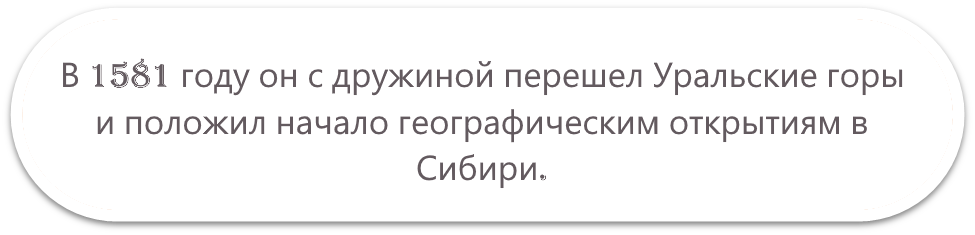 В 1581 году он с дружиной перешел Уральские горы
и положил начало географическим открытиям в
Сибири.